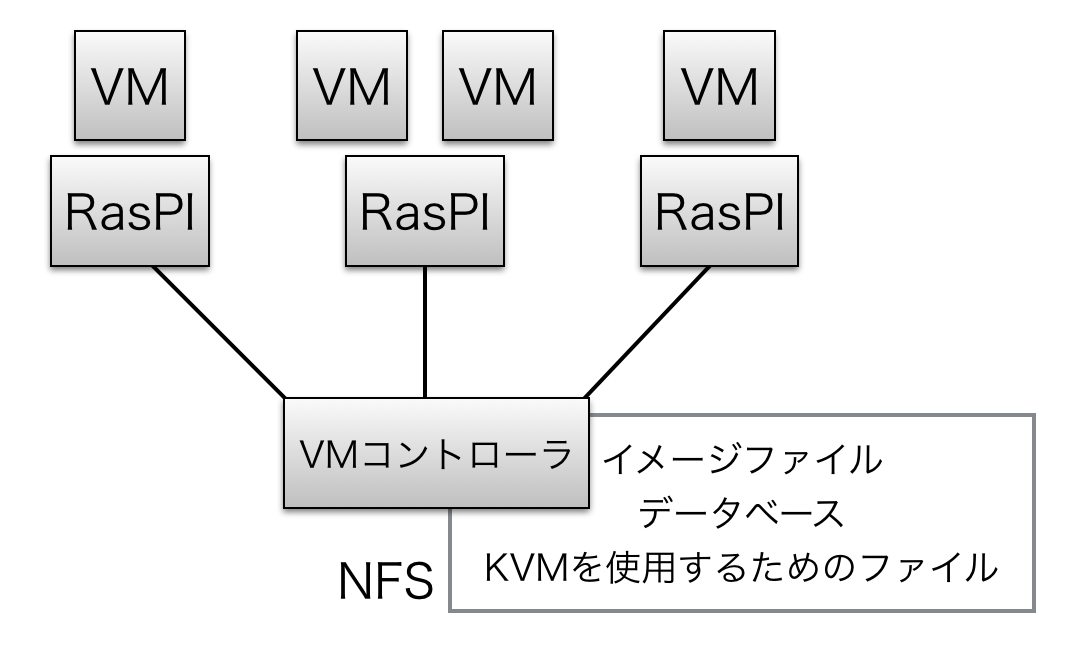 VM
VM
VM
VM
RasPI
RasPI
RasPI
VMコントローラ
イメージファイル
データベース
KVMを使用するためのファイル
NFS